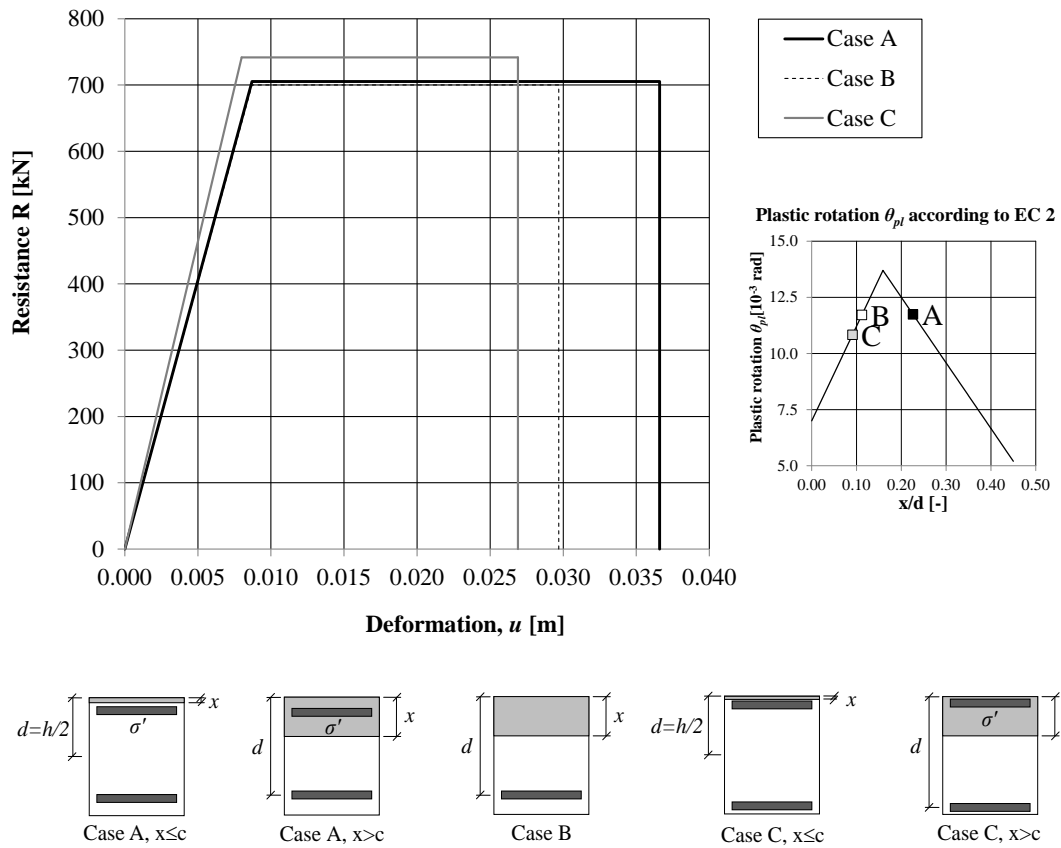 800
700
600
500
400
300
200
100
0
Resistance R [kN]
0.000 0.005 0.010 0.015 0.020 0.025 0.030 0.035 0.040
Deformation, u [m]
Case A
Case B
Case C
Plastic rotation θpl according to EC 2
15.0
12.5
10.0
7.5
5.0
Plastic rotation θpl[10-3 rad]
B
A
C
0.00 0.10 0.20 0.30 0.40 0.50
x/d [-]
d=h/2
σ'
x
Case A, x≤c
d
σ'
x
Case A, x>c
d
x
Case B
d=h/2
x
Case C, x≤c
d
σ'
Case C, x>c